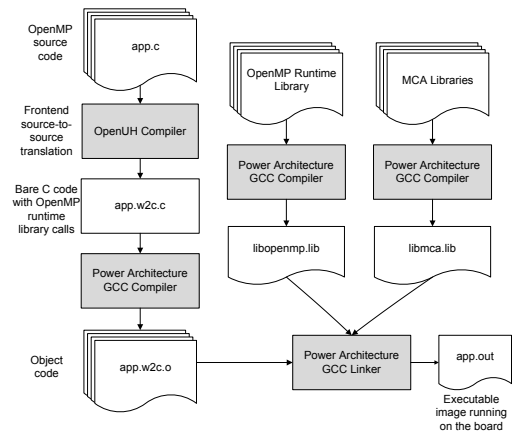 OpenMP
source
code
app.c
OpenMP Runtime
Library
MCA Libraries
Frontend
source-to-
source
translation
OpenUH Compiler
Power Architecture
GCC Compiler
Power Architecture
GCC Compiler
Bare C code
with OpenMP
runtime
library calls
app.w2c.c
libopenmp.lib
libmca.lib
Power Architecture
GCC Compiler
Object
code
app.w2c.o
Power Architecture
GCC Linker
app.out
Executable
image running
on the board